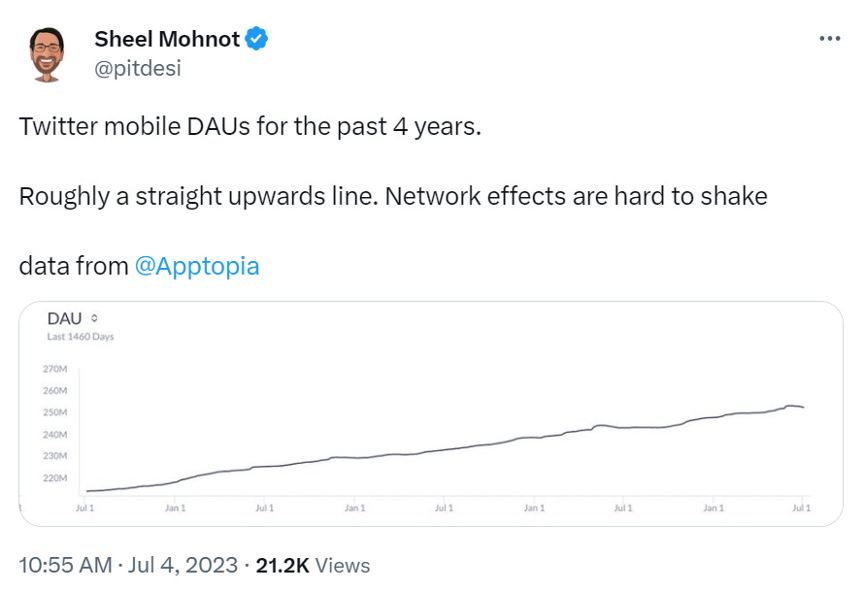 Sheel Mohnot
@pitdesi
Twitter mobile DAUs for the past 4 years.
Roughly a straight upwards line. Network effects are hard to shake
data from @Apptopia
DAU
Last 1460 Days
270M
260M
250M
240M
230M
220M
Jul 1 Jan 1 Jul 1 Jan 1 Jul 1 Jan 1 Jul 1 Jan 1 Jul 1
10:55 AM · Jul 4, 2023 · 21.2K Views